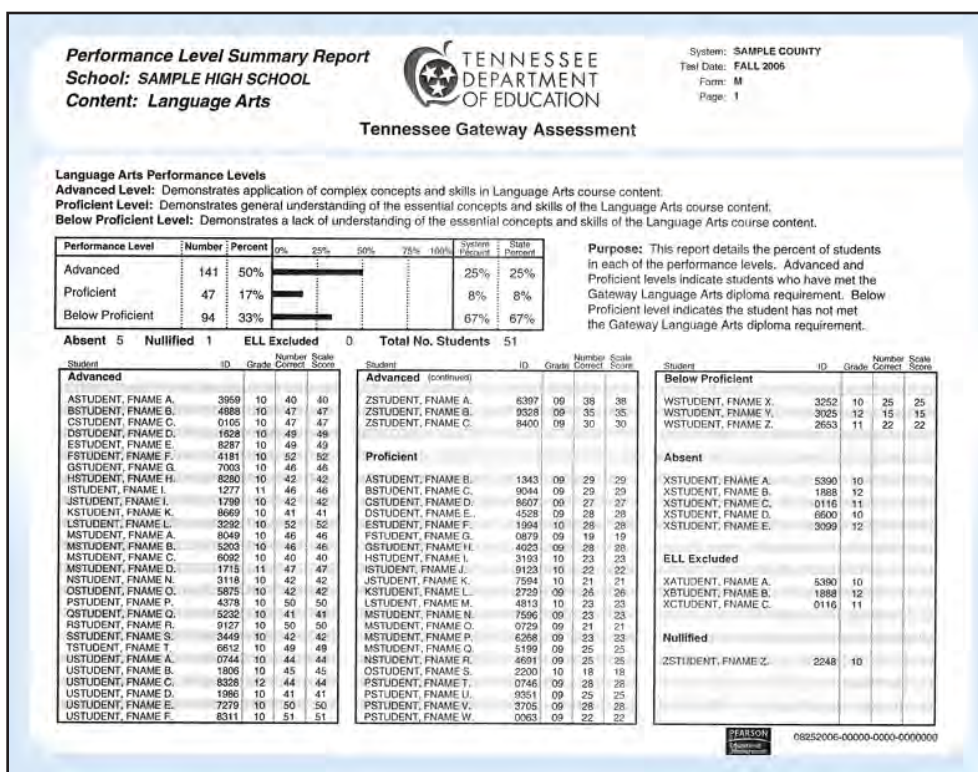 Performance Level Summary Report
School: SAMPLE HIGH SCHOOL
Content: Language Arts
TENNESSEE
DEPARTMENT
OF EDUCATION
System: SAMPLE COUNTY
Test Date: FALL 2006
Form: M
Page: 1
Tennessee Gateway Assessment
Language Arts Performance Levels
Advanced Level: Demonstrates application of complex concepts and skills in Language Arts course content.
Proficient Level: Demonstrates general understanding of the essential concepts and skills of the Language Arts course content.
Below Proficient Level: Demonstrates a lack of understanding of the essential concepts and skills of the Language Arts course content.
Performance Level Number Percent 0% 25% 50% 75% 100% System Percent State Percent
Advanced 141 50% 25% 25%
Proficient 47 17% 8% 8%
Below Proficient 94 33% 67% 67%
Purpose: This report details the percent of students
in each of the performance levels. Advanced and
Proficient levels indicate students who have met the
Gateway Language Arts diploma requirement. Below
Proficient level indicates the student has not met
the Gateway Language Arts diploma requirement.
Absent 5 Nullified 1 ELL Excluded 0 Total No. Students 51
Student ID Grade Number Correct Scale Score
Advanced
ASTUDENT, FNAME A. 3959 10 40 40
BSTUDENT, FNAME B. 4888 10 47 47
CSTUDENT, FNAME C. 0105 10 47 47
DSTUDENT, FNAME D. 1628 10 49 49
ESTUDENT, FNAME E. 8287 10 49 49
FSTUDENT, FNAME F. 4181 10 52 52
GSTUDENT, FNAME G. 7003 10 46 46
HSTUDENT, FNAME H. 8280 10 42 42
ISTUDENT, FNAME I. 1277 11 46 46
JSTUDENT, FNAME I. 1799 10 42 42
KSTUDENT, FNAME K. 8669 10 41 41
LSTUDENT, FNAME L. 3292 10 52 52
MSTUDENT, FNAME A. 8049 10 46 46
MSTUDENT, FNAME B. 5203 10 46 46
MSTUDENT, FNAME C. 6092 10 40 40
MSTUDENT, FNAME D. 1715 11 47 47
NSTUDENT, FNAME N. 3118 10 42 42
OSTUDENT, FNAME O. 5875 10 42 42
PSTUDENT, FNAME P. 4378 10 50 50
QSTUDENT, FNAME Q. 5232 10 41 41
RSTUDENT, FNAME R. 9127 10 50 50
SSTUDENT, FNAME S. 3449 10 42 42
TSTUDENT, FNAME T. 6612 10 49 49
USTUDENT, FNAME A. 0744 10 44 44
USTUDENT, FNAME B. 1806 10 45 45
USTUDENT, FNAME C. 8328 12 44 44
USTUDENT, FNAME D. 1986 10 41 41
USTUDENT, FNAME E. 7279 10 50 50
USTUDENT, FNAME F. 8311 10 51 51
Student ID Grade Number Correct Scale Score
Advanced (continued)
ZSTUDENT, FNAME A. 6397 09 38 38
ZSTUDENT, FNAME B. 9328 09 35 35
ZSTUDENT, FNAME C. 8400 09 30 30
Proficient
ASTUDENT, FNAME B. 1343 09 29 29
BSTUDENT, FNAME C. 9044 09 29 29
CSTUDENT, FNAME D. 8607 09 27 27
DSTUDENT, FNAME E. 4528 09 28 28
ESTUDENT, FNAME F. 1994 10 28 28
FSTUDENT, FNAME G. 0879 09 19 19
GSTUDENT, FNAME H. 4023 09 28 28
HSTUDENT, FNAME I. 3193 10 23 23
ISTUDENT, FNAME J. 9123 10 22 22
JSTUDENT, FNAME K. 7594 10 21 21
KSTUDENT, FNAME L. 2729 09 26 26
LSTUDENT, FNAME M. 4813 10 23 23
MSTUDENT, FNAME N. 7596 09 23 23
MSTUDENT, FNAME O. 0729 09 21 21
MSTUDENT, FNAME P. 6268 09 23 23
MSTUDENT, FNAME Q. 5199 09 25 25
NSTUDENT, FNAME R. 4691 09 25 25
OSTUDENT, FNAME S. 2200 10 18 18
PSTUDENT, FNAME T. 0746 09 28 28
PSTUDENT, FNAME U. 9351 09 25 25
PSTUDENT, FNAME V. 3705 09 28 28
PSTUDENT, FNAME W. 0063 09 22 22
Student ID Grade Number Correct Scale Score
Below Proficient
WSTUDENT, FNAME X. 3252 10 25 25
WSTUDENT, FNAME Y. 3025 12 15 15
WSTUDENT, FNAME Z. 2653 11 22 22
Absent
XSTUDENT, FNAME A. 5390 10
XSTUDENT, FNAME B. 1888 12
XSTUDENT, FNAME C. 0116 11
XSTUDENT, FNAME D. 6600 10
XSTUDENT, FNAME E. 3099 12
ELL Excluded
XATUDENT, FNAME A. 5390 10
XBTUDENT, FNAME B. 1888 12
XCTUDENT, FNAME C. 0116 11
Nullified
ZSTUDENT, FNAME Z. 2248 10
PEARSON
08252006-00000-0000-0000000